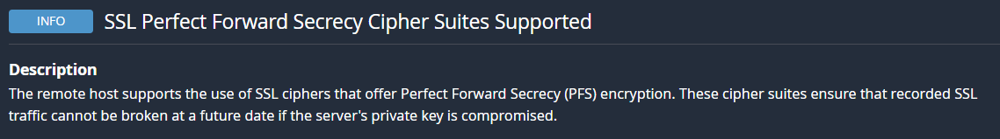 INFO SSL Perfect Forward Secrecy Cipher Suites Supported
Description
The remote host supports the use of SSL ciphers that offer Perfect Forward Secrecy (PFS) encryption. These cipher suites ensure that recorded SSL
traffic cannot be broken at a future date if the server's private key is compromised.